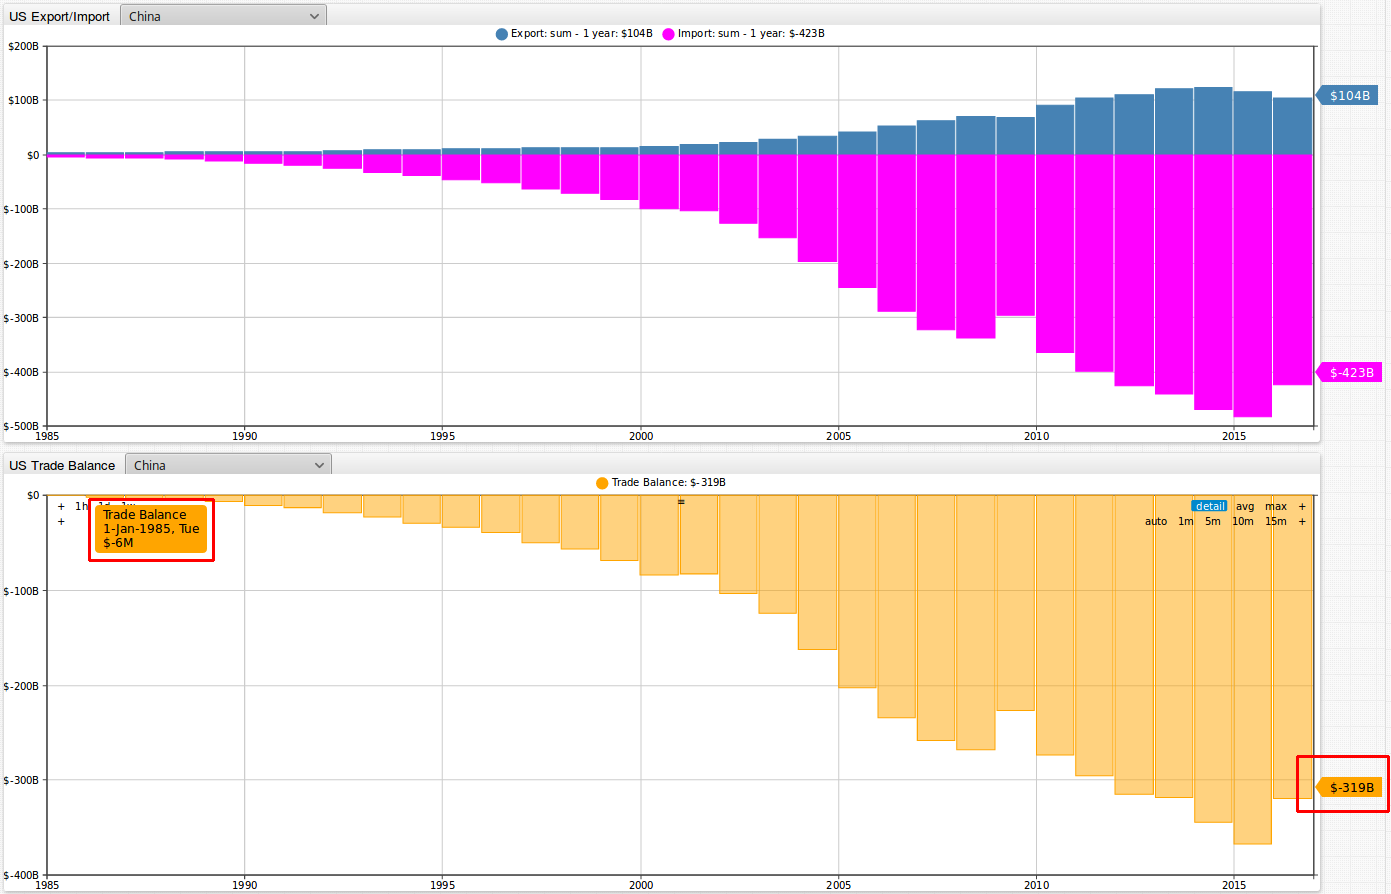 US Export/Import China
Export: sum - 1 year: $104B Import: sum - 1 year: $-423B
$200B
$100B
$0
$-100B
$-200B
$-300B
$-400B
$-500B
$104B
$-423B
1985 1990 1995 2000 2005 2010 2015
US Trade Balance China
Trade Balance: $-319B
$0
$-100B
$-200B
$-300B
$-400B
+ 1h
+
Trade Balance
1-Jan-1985, Tue
$-6M
=
detail avg max +
auto 1m 5m 10m 15m +
$-319B
1985 1990 1995 2000 2005 2010 2015